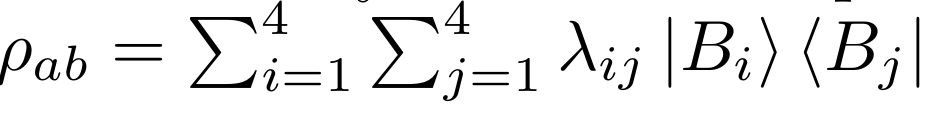 ρ_{ab} = ∑_{i=1}^{4} ∑_{j=1}^{4} λ_{ij} |B_i⟩ ⟨B_j|